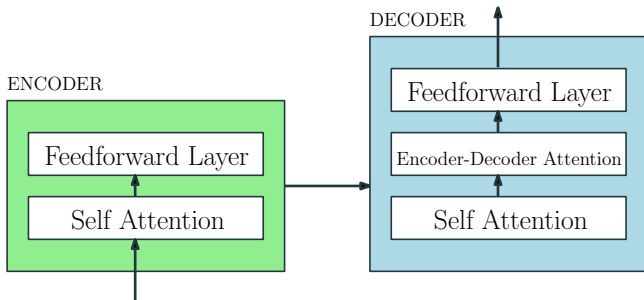 ENCODER
Feedforward Layer
Self Attention
DECODER
Feedforward Layer
Encoder-Decoder Attention
Self Attention